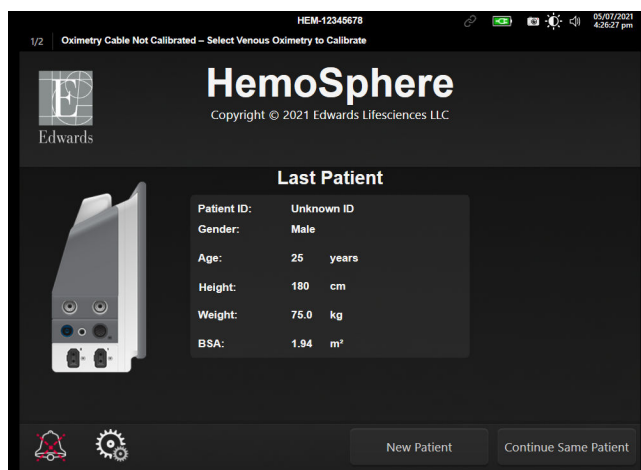 HEM-12345678
05/07/2021
4:26:27 pm
1/2 Oximetry Cable Not Calibrated – Select Venous Oximetry to Calibrate
HemoSphere
Copyright © 2021 Edwards Lifesciences LLC
Edwards
Last Patient
Patient ID: Unknown ID
Gender: Male
Age: 25 years
Height: 180 cm
Weight: 75.0 kg
BSA: 1.94 m²
New Patient
Continue Same Patient